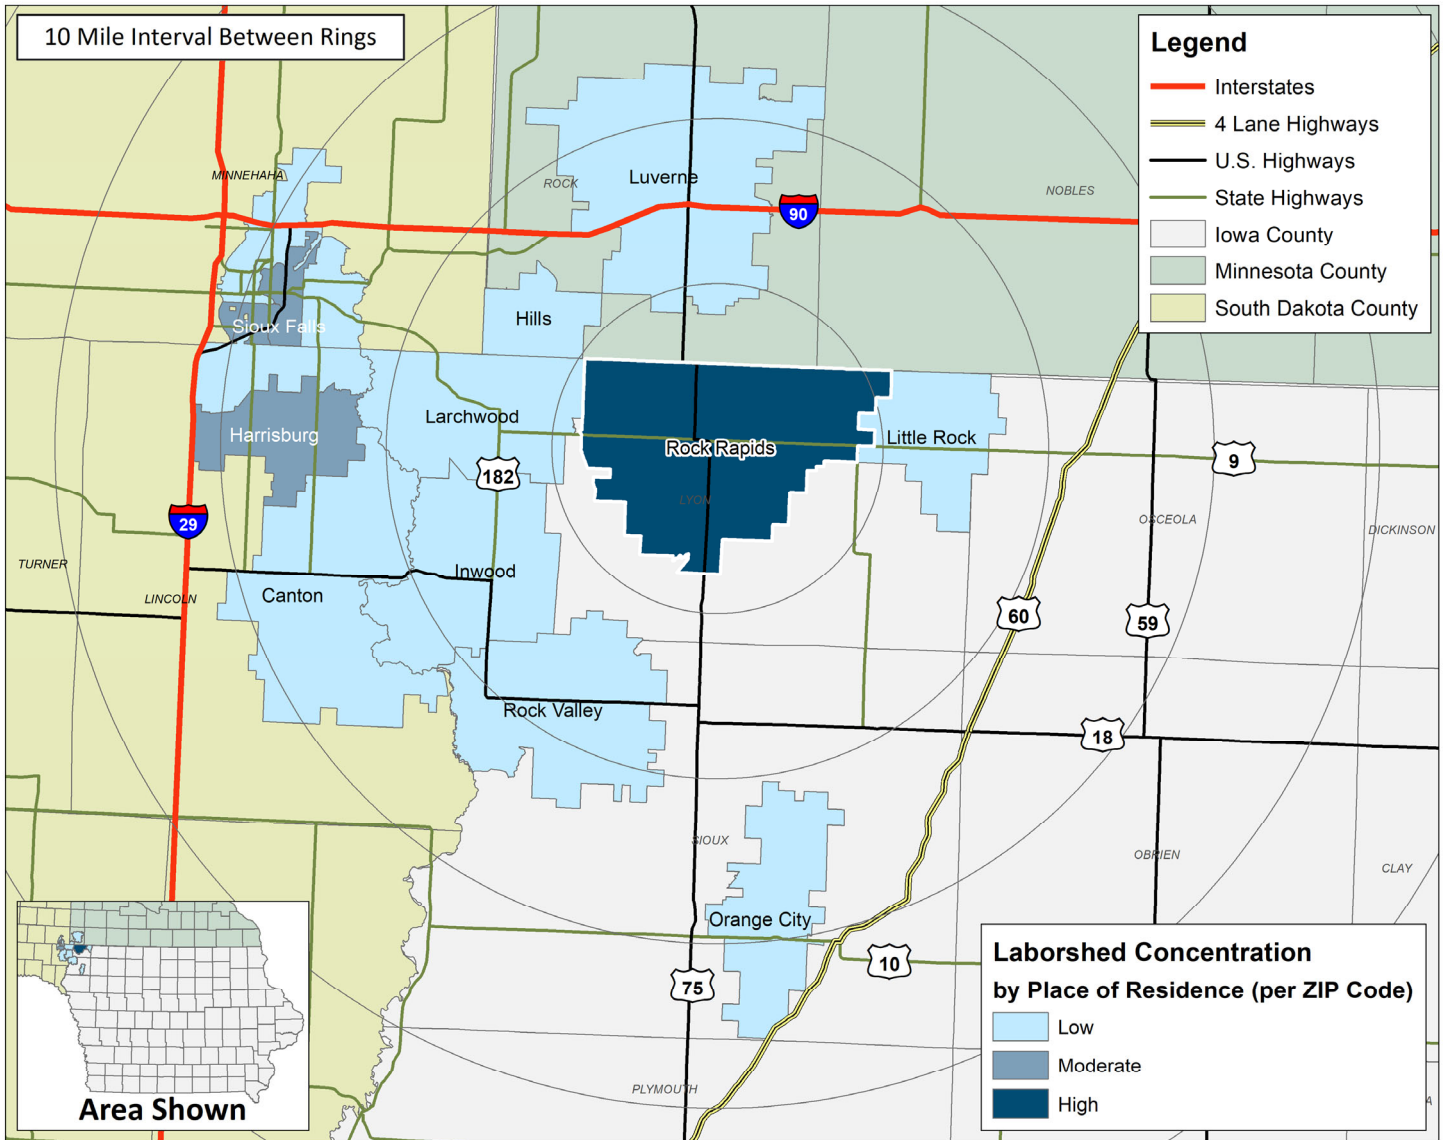 10 Mile Interval Between Rings
Legend
Interstates
4 Lane Highways
U.S. Highways
State Highways
Iowa County
Minnesota County
South Dakota County
MINNEHAHA
ROCK
Luverne
NOBLES
90
Hills
Sioux Falls
Larchwood
Harrisburg
Rock Rapids
Little Rock
182
9
LYON
29
OSCEOLA
DICKINSON
TURNER
Inwood
LINCOLN
Canton
60
59
Rock Valley
18
SIOUX
OBRIEN
CLAY
Orange City
10
75
PLYMOUTH
Area Shown
Laborshed Concentration
by Place of Residence (per ZIP Code)
Low
Moderate
High